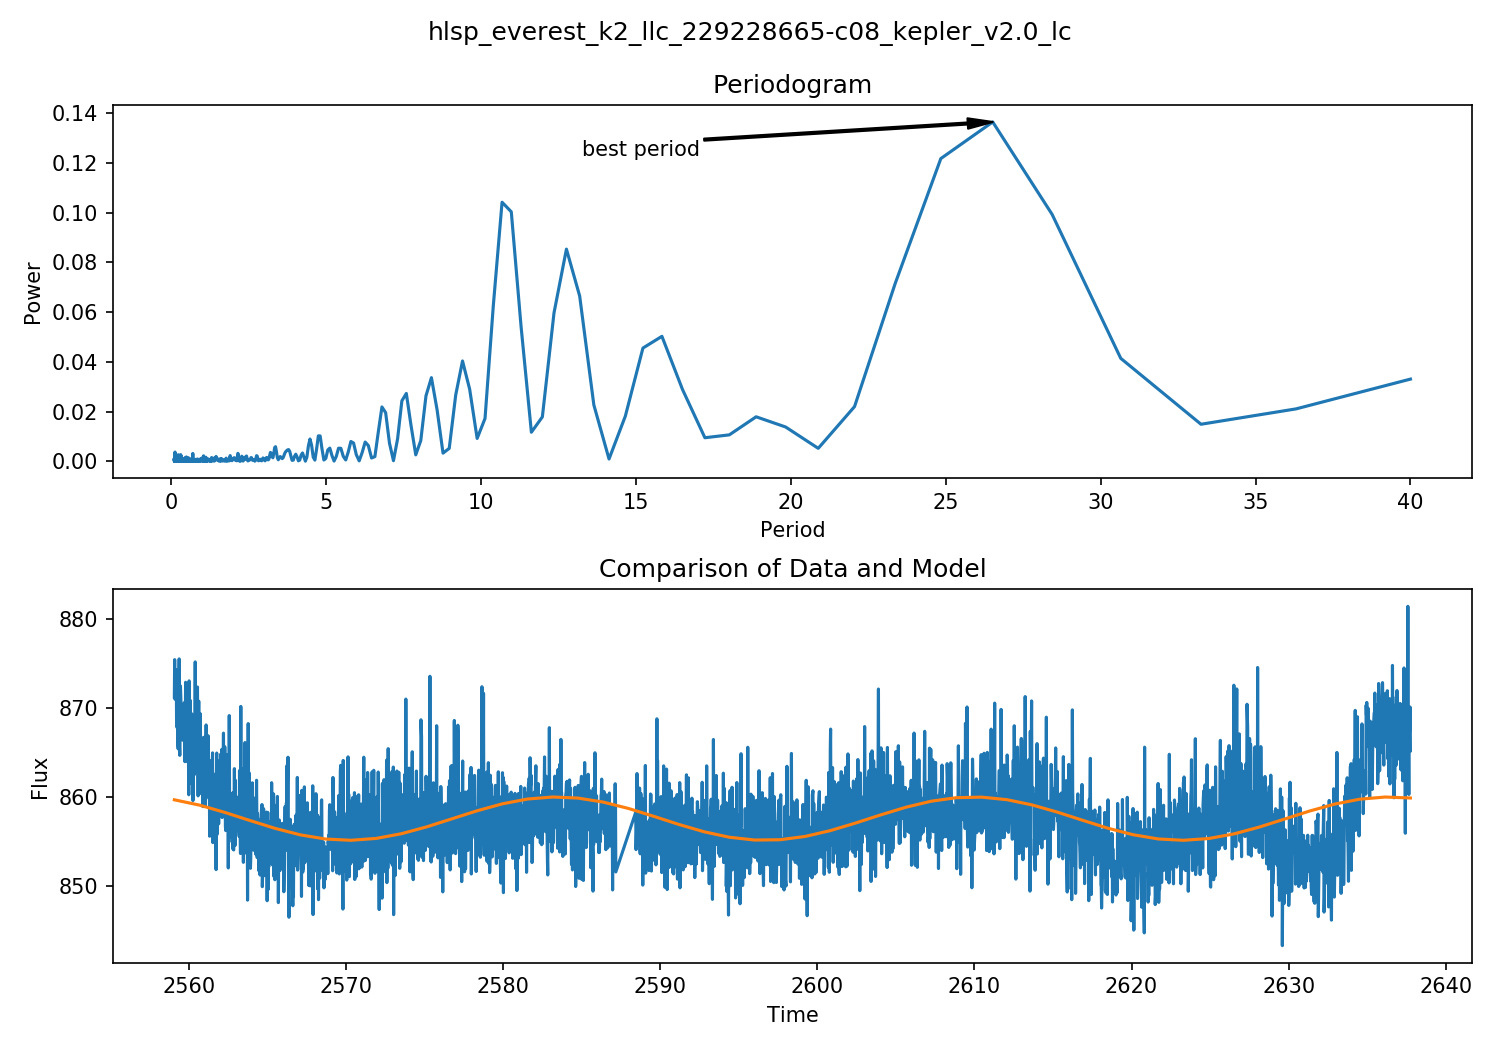 hlsp_everest_k2_llc_229228665-c08_kepler_v2.0_lc
Periodogram
0.14
0.12
0.10
0.08
0.06
0.04
0.02
0.00
Power
best period
0 5 10 15 20 25 30 35 40
Period
Comparison of Data and Model
880
870
860
850
Flux
2560 2570 2580 2590 2600 2610 2620 2630 2640
Time